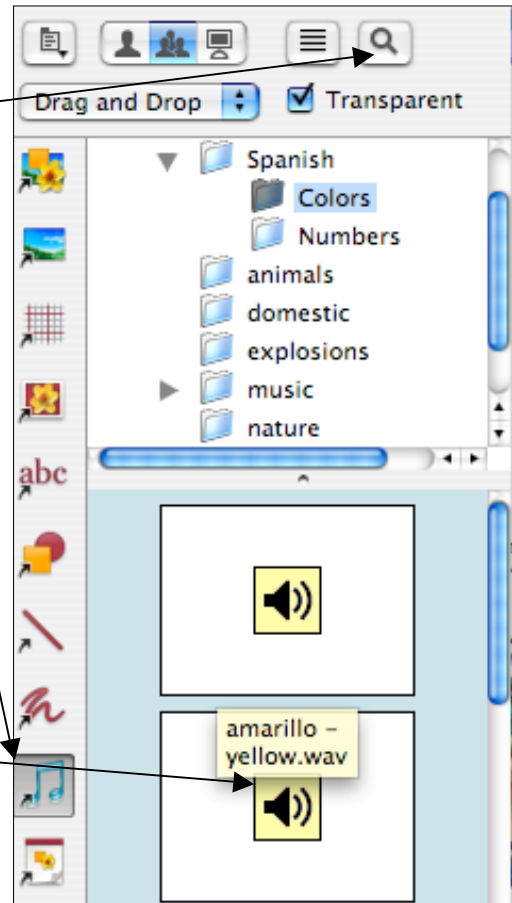 Drag and Drop
Transparent
Spanish
Colors
Numbers
animals
domestic
explosions
music
nature
abc
amarillo –
yellow.wav